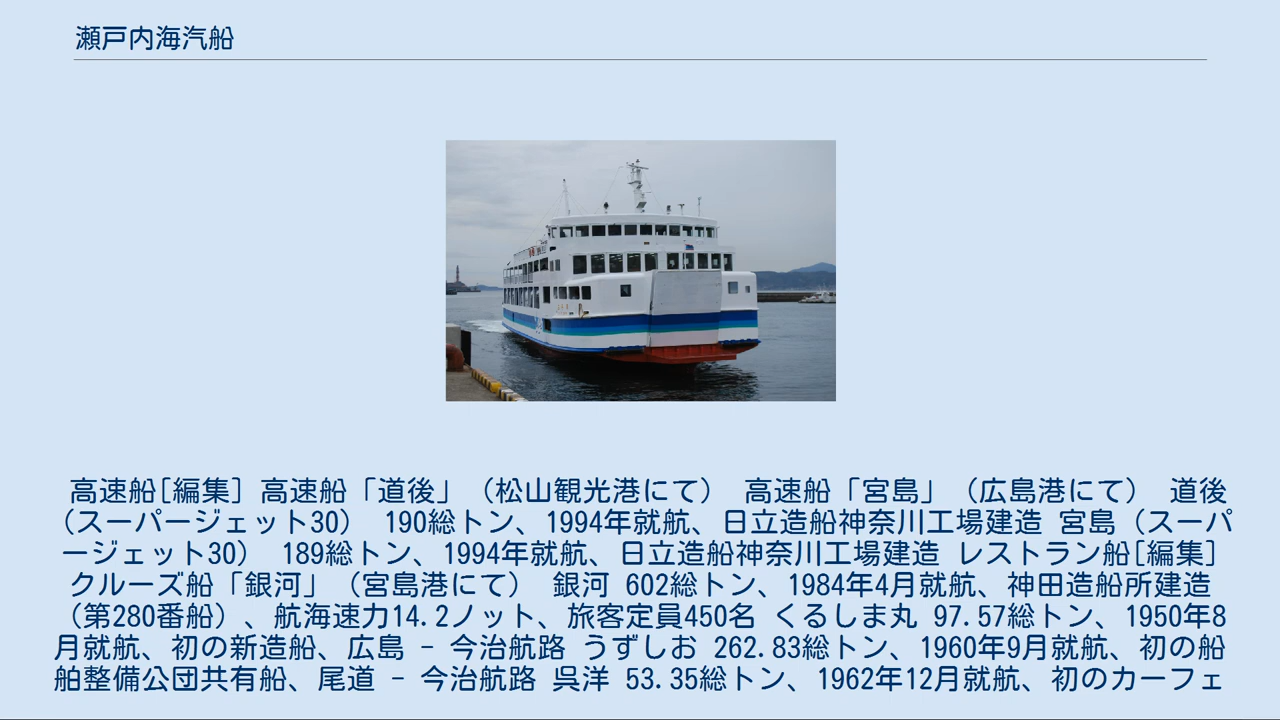 瀬戸内海汽船
高速船[編集] 高速船「道後」（松山観光港にて） 高速船「宮島」（広島港にて） 道後
（スーパージェット30） 190総トン、1994年就航、日立造船神奈川工場建造 宮島（スーパ
ージェット30） 189総トン、1994年就航、日立造船神奈川工場建造 レストラン船[編集]
クルーズ船「銀河」（宮島港にて） 銀河 602総トン、1984年4月就航、神田造船所建造
（第280番船）、航海速力14.2ノット、旅客定員450名 くるしま丸 97.57総トン、1950年8
月就航、初の新造船、広島 - 今治航路 うずしお 262.83総トン、1960年9月就航、初の船
舶整備公団共有船、尾道 - 今治航路 呉洋 53.35総トン、1962年12月就航、初のカーフェ